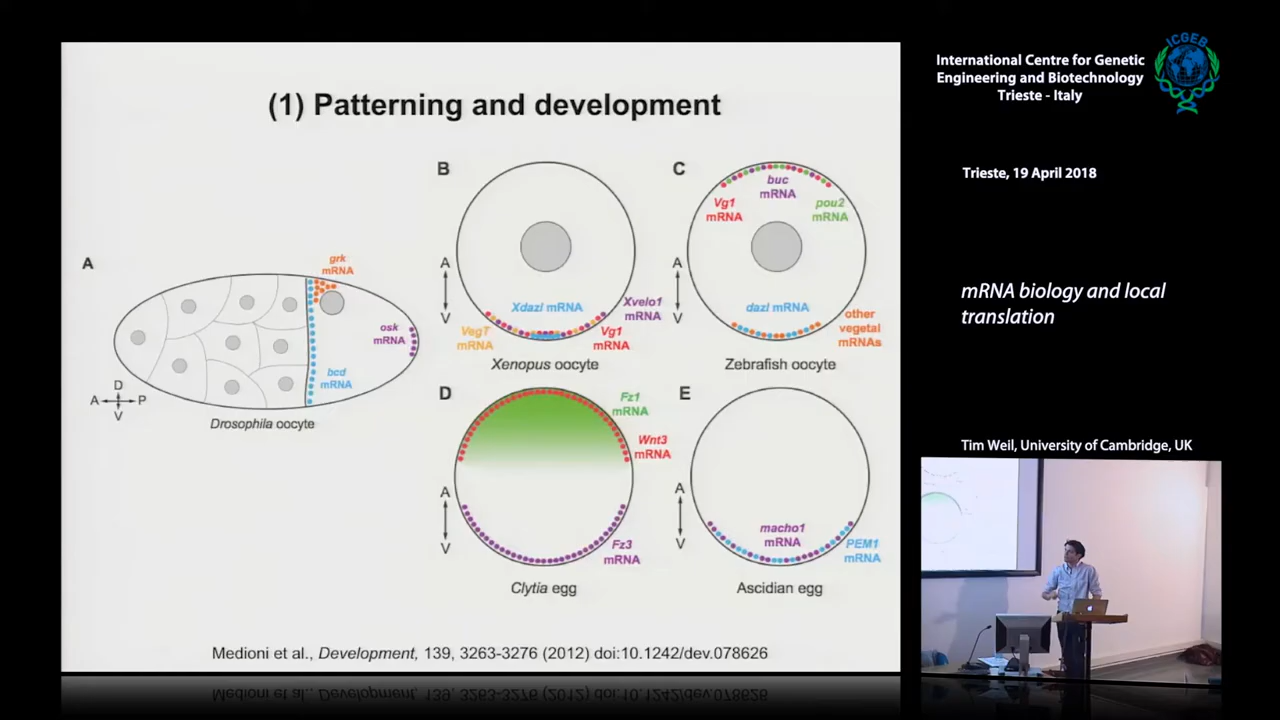 (1) Patterning and development
A
grk
mRNA
osk
mRNA
bcd
mRNA
D
A
P
V
Drosophila oocyte
B
A
V
Xdazl mRNA
Xvelo1
mRNA
VegT
mRNA
Vg1
mRNA
Xenopus oocyte
C
buc
mRNA
Vg1
mRNA
pou2
mRNA
A
V
dazl mRNA
other
vegetal
mRNAs
Zebrafish oocyte
D
Fz1
mRNA
Wnt3
mRNA
A
V
Fz3
mRNA
Clytia egg
E
A
V
macho1
mRNA
PEM1
mRNA
Ascidian egg
Medioni et al., Development, 139, 3263-3276 (2012) doi:10.1242/dev.078626
International Centre for Genetic
Engineering and Biotechnology
Trieste - Italy
ICGEB
Trieste, 19 April 2018
mRNA biology and local
translation
Tim Weil, University of Cambridge, UK